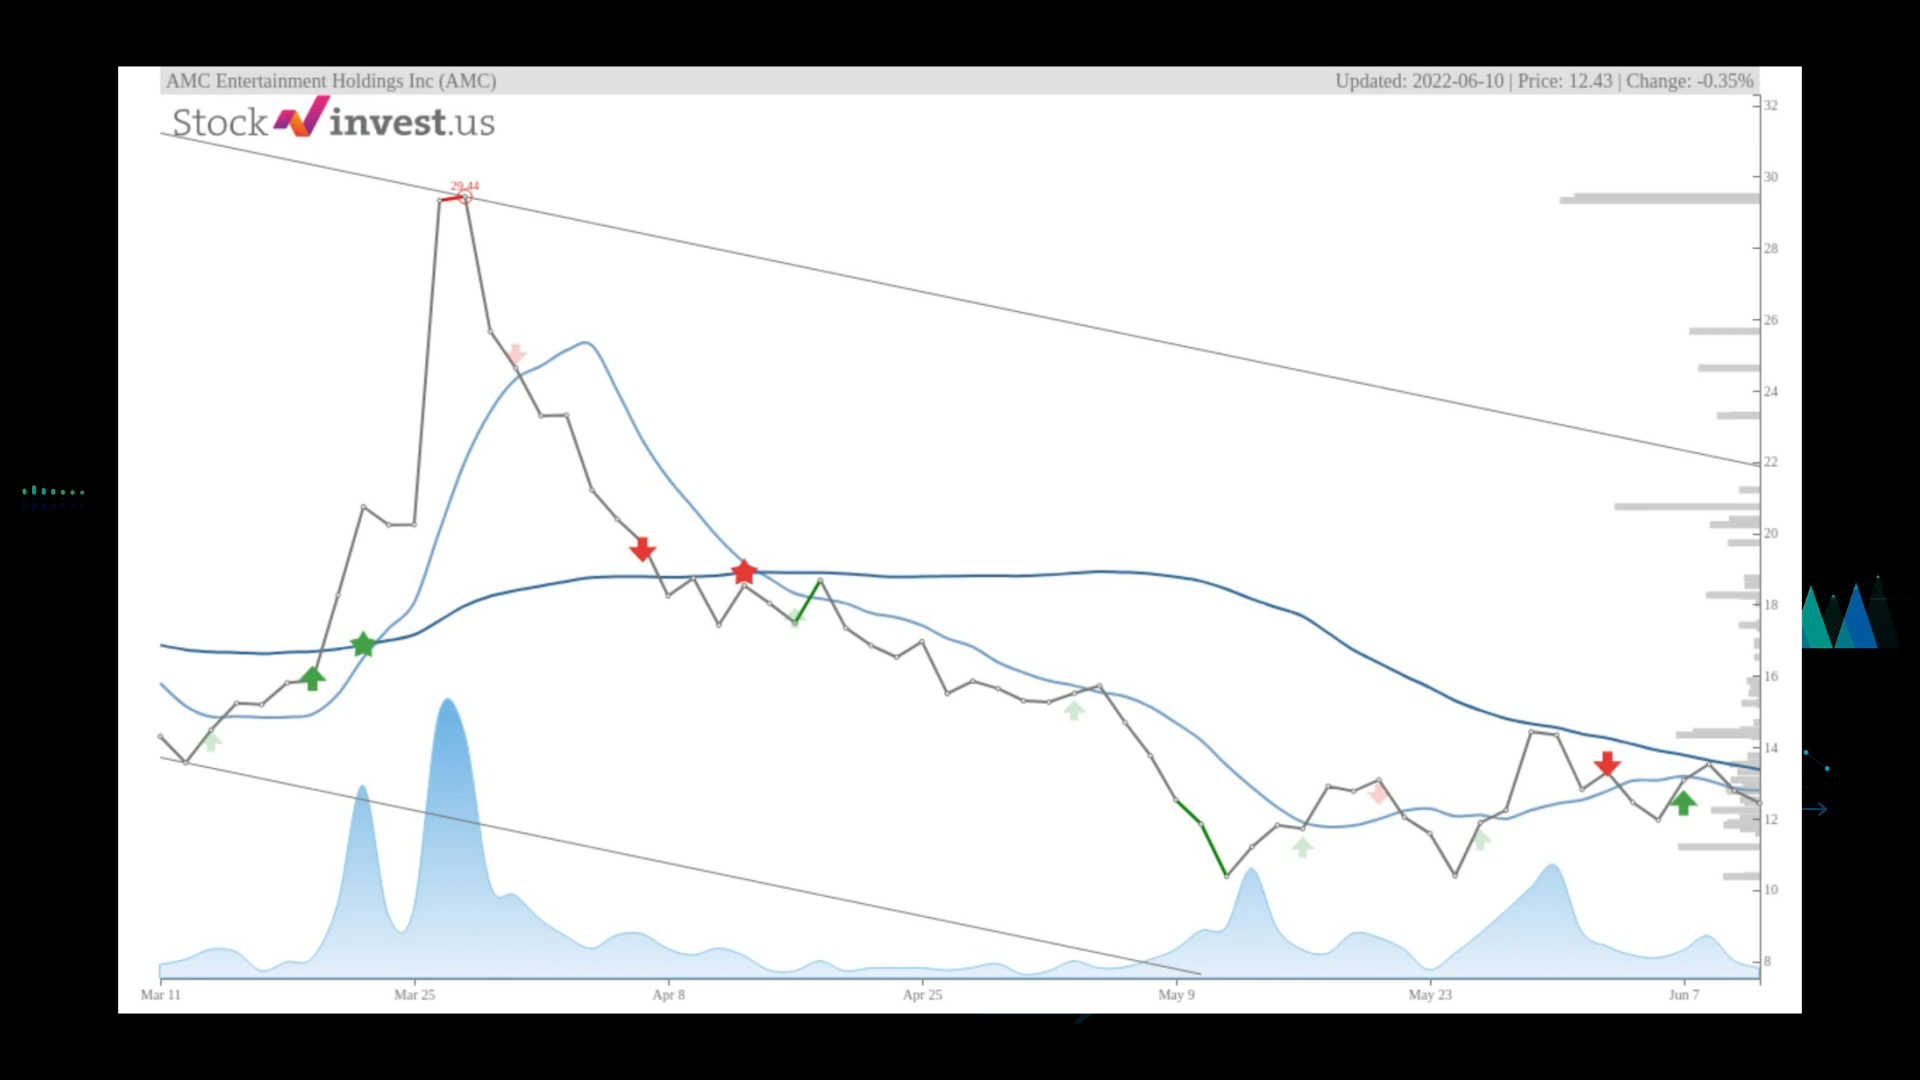 AMC Entertainment Holdings Inc (AMC)
Updated: 2022-06-10 | Price: 12.43 | Change: -0.35%
Stock invest.us
29.44
32
30
28
26
24
22
20
18
16
14
12
10
8
Mar 11
Mar 25
Apr 8
Apr 25
May 9
May 23
Jun 7